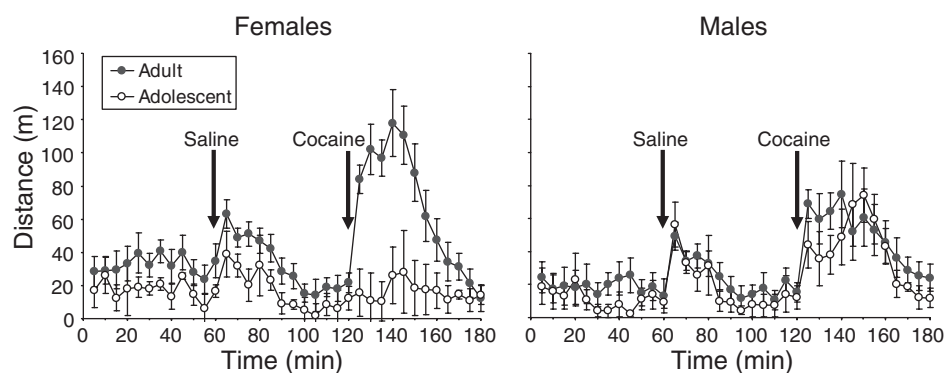 Females
Males
160
140
120
100
80
60
40
20
0
Distance (m)
Adult
Adolescent
Saline
Cocaine
Saline
Cocaine
0 20 40 60 80 100 120 140 160 180
0 20 40 60 80 100 120 140 160 180
Time (min)
Time (min)